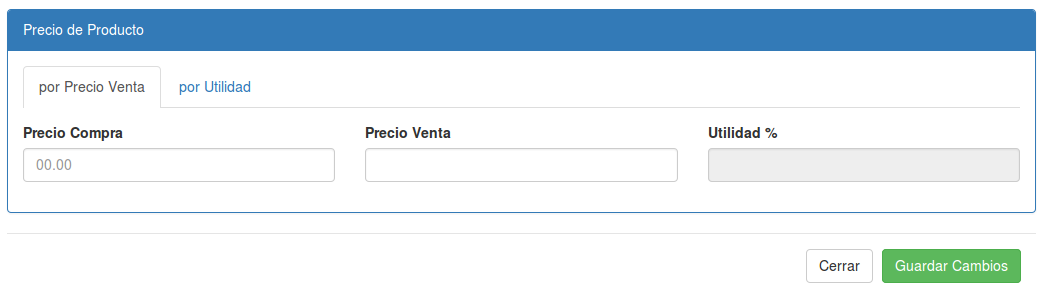 Precio de Producto
por Precio Venta por Utilidad
Precio Compra Precio Venta Utilidad %
00.00
Cerrar Guardar Cambios